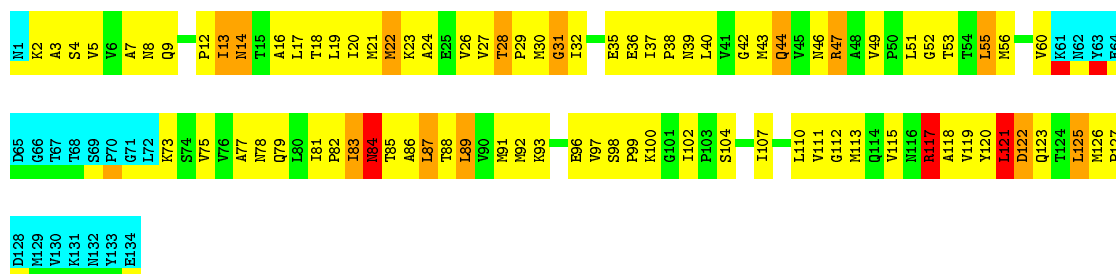 N1 K2 A3 S4 V5 V6 A7 N8 Q9 P12 I13 N14 T15 A16 L17 T18 L19 I20 M21 M22 K23 A24 E25 V26 V27 T28 P29 M30 G31 I32 E35 E36 I37 P38 N39 L40 V41 G42 M43 Q44 V45 N46 R47 A48 V49 P50 L51 G52 T53 T54 L55 M56 V60 K61 N62 Y63 E64
D65 G66 T67 T68 S69 P70 G71 L72 K73 S74 V75 V76 A77 N78 Q79 L80 I81 P82 I83 N84 T85 A86 L87 T88 L89 V90 M91 M92 K93 E96 V97 S98 P99 K100 G101 I102 P103 S104 I107 L110 V111 G112 M113 Q114 V115 N116 R117 A118 V119 Y120 L121 D122 Q123 T124 L125 M126 P127
D128 M129 V130 K131 N132 Y133 E134